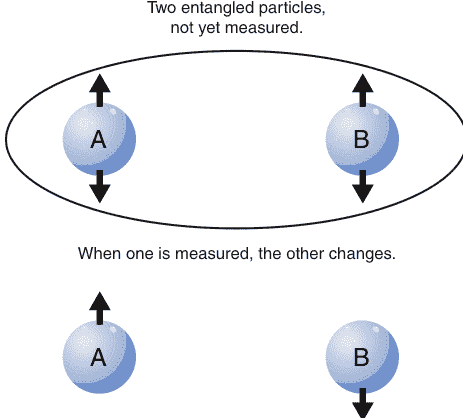 Two entangled particles,
not yet measured.
A B
When one is measured, the other changes.
A B